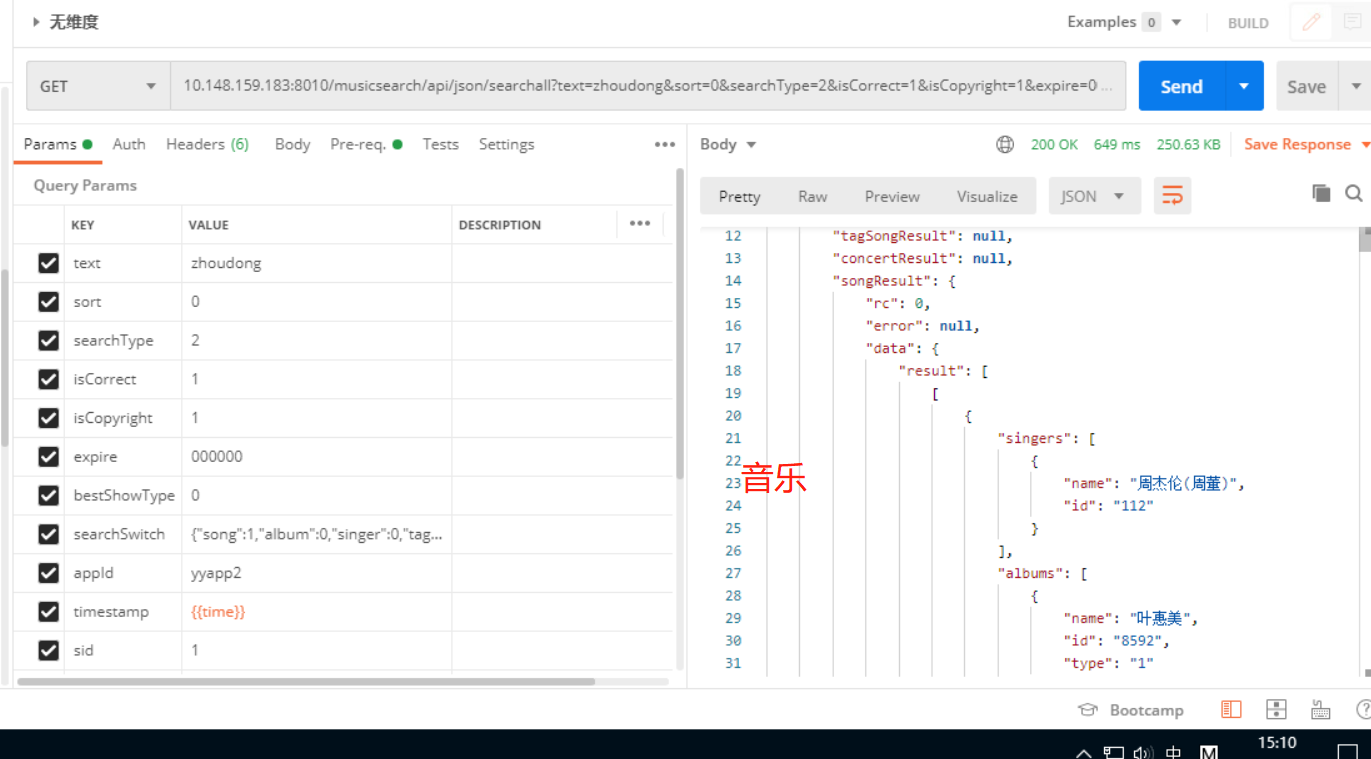 无维度
Examples 0
BUILD
GET
10.148.159.183:8010/musicsearch/api/json/searchall?text=zhoudong&sort=0&searchType=2&isCorrect=1&isCopyright=1&expire=0 ...
Send
Save
Params
Auth
Headers (6)
Body
Pre-req.
Tests
Settings
Query Params
KEY VALUE DESCRIPTION
text zhoudong
sort 0
searchType 2
isCorrect 1
isCopyright 1
expire 000000
bestShowType 0
searchSwitch {"song":1,"album":0,"singer":0,"tag...
appId yyapp2
timestamp {{time}}
sid 1
Body
200 OK 649 ms 250.63 KB Save Response
Pretty Raw Preview Visualize JSON
12 "tagSongResult": null,
13 "concertResult": null,
14 "songResult": {
15 "rc": 0,
16 "error": null,
17 "data": {
18 "result": [
19 [
20 {
21 "singers": [
22 {
23 "name": "周杰伦(周董)",
24 "id": "112"
25 }
26 ],
27 "albums": [
28 {
29 "name": "叶惠美",
30 "id": "8592",
31 "type": "1"
音乐
Bootcamp
中 M
15:10